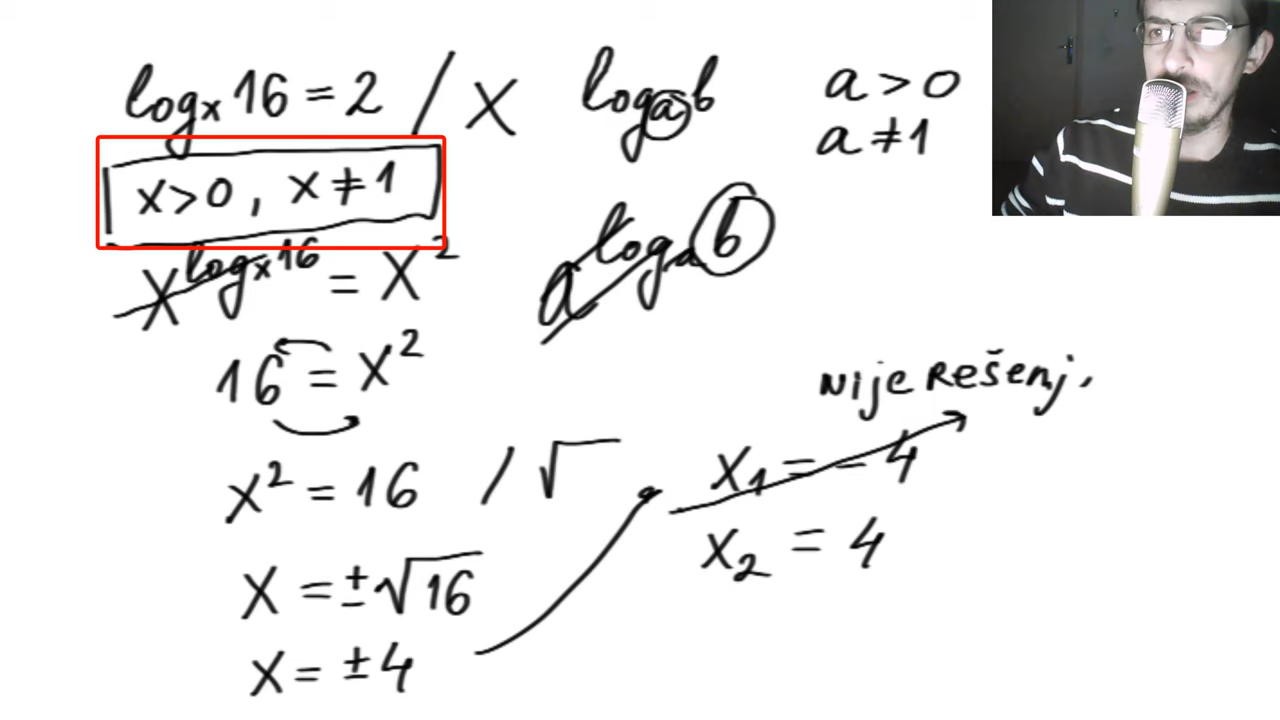 logₓ16 = 2 / X
x > 0, x ≠ 1
X^(logₓ16) = X²
16 = X²
x² = 16 / √
X = ±√16
X = ±4
logₐb
a > 0
a ≠ 1
a^(logₐb)
Nije Rešenj.
X₁ = -4
X₂ = 4